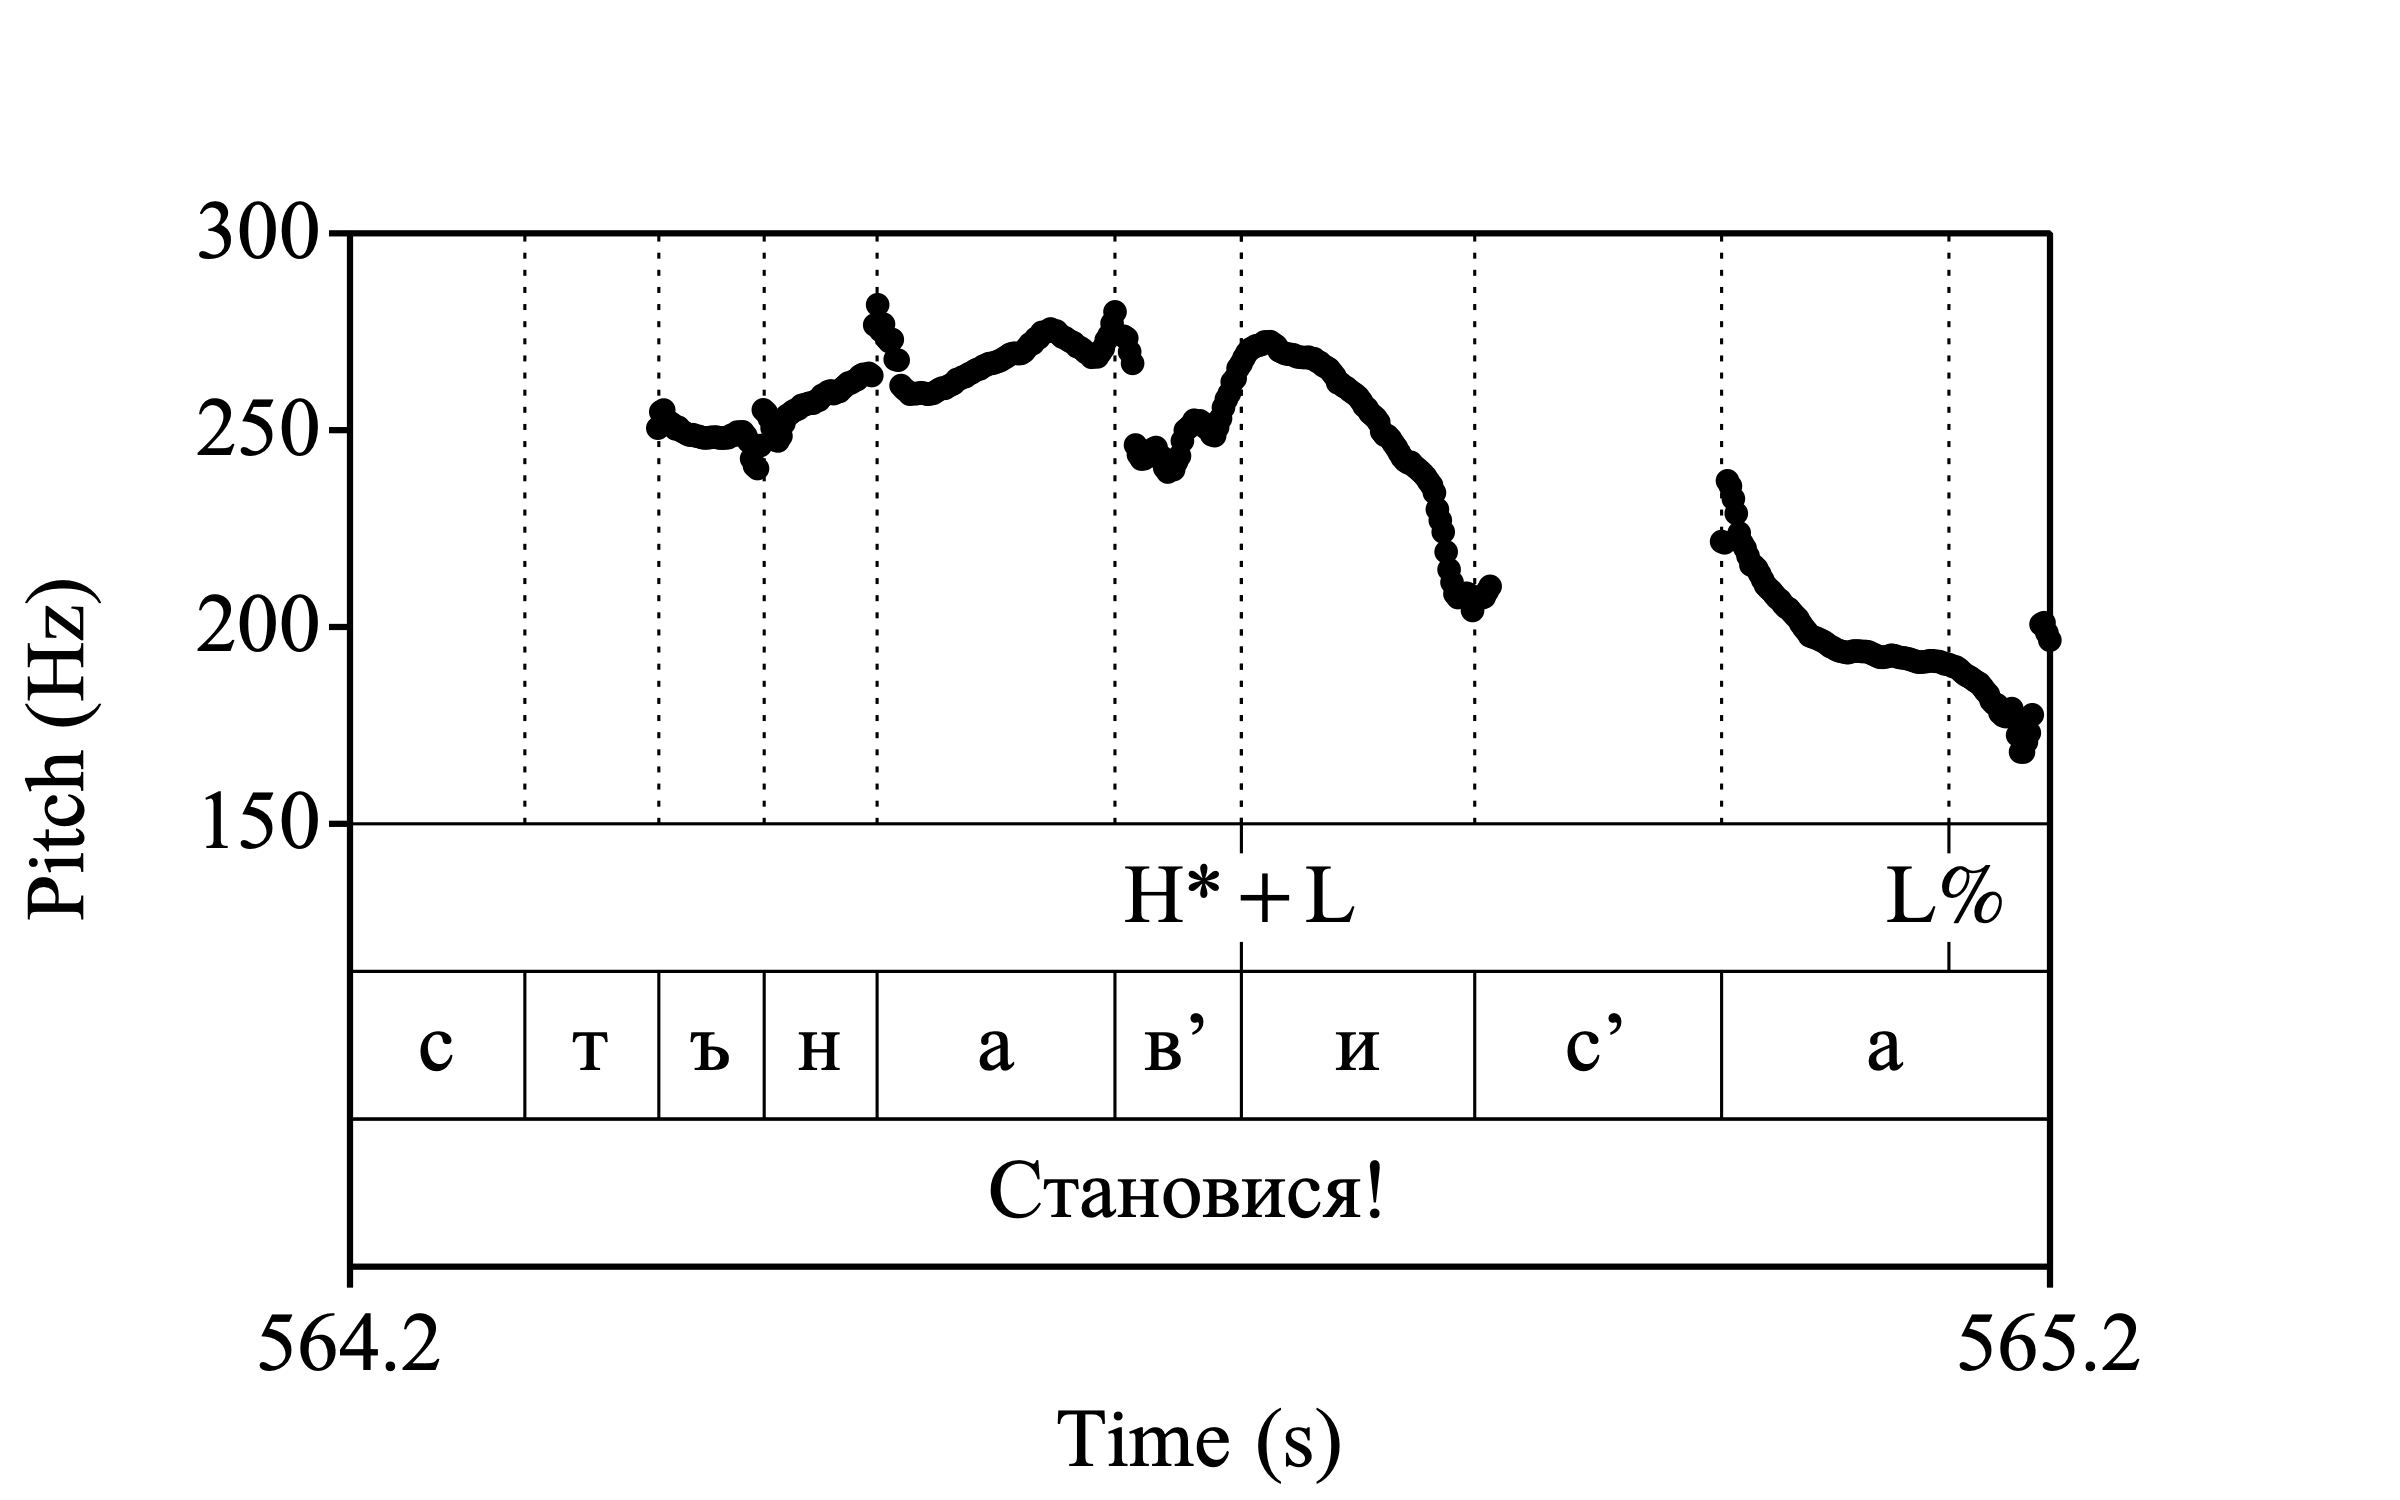 300
250
200
150
Pitch (Hz)
H*+L L%
с т ъ н а в’ и с’ а
Становися!
564.2 565.2
Time (s)